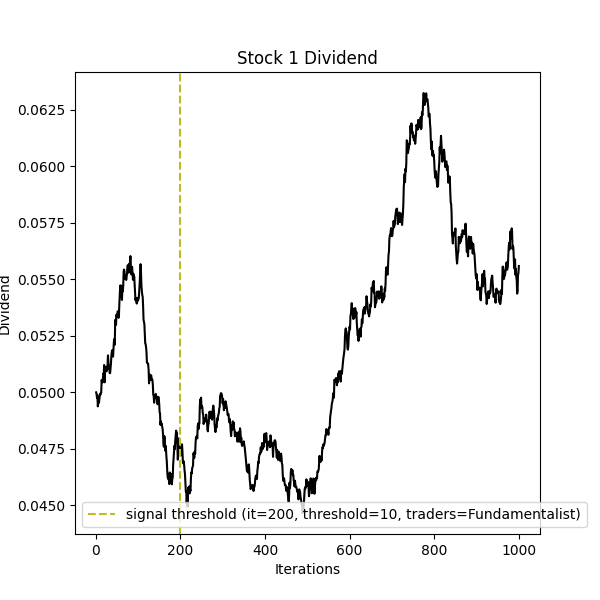 Stock 1 Dividend
0.0625
0.0600
0.0575
0.0550
0.0525
0.0500
0.0475
0.0450
Dividend
signal threshold (it=200, threshold=10, traders=Fundamentalist)
0 200 400 600 800 1000
Iterations